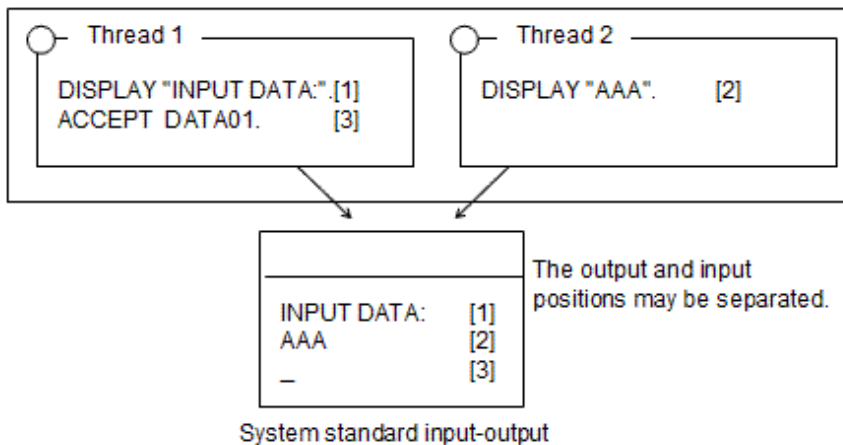 Thread 1
DISPLAY "INPUT DATA:".[1]
ACCEPT DATA01. [3]
Thread 2
DISPLAY "AAA". [2]
INPUT DATA: [1]
AAA [2]
_ [3]
The output and input
positions may be separated.
System standard input-output